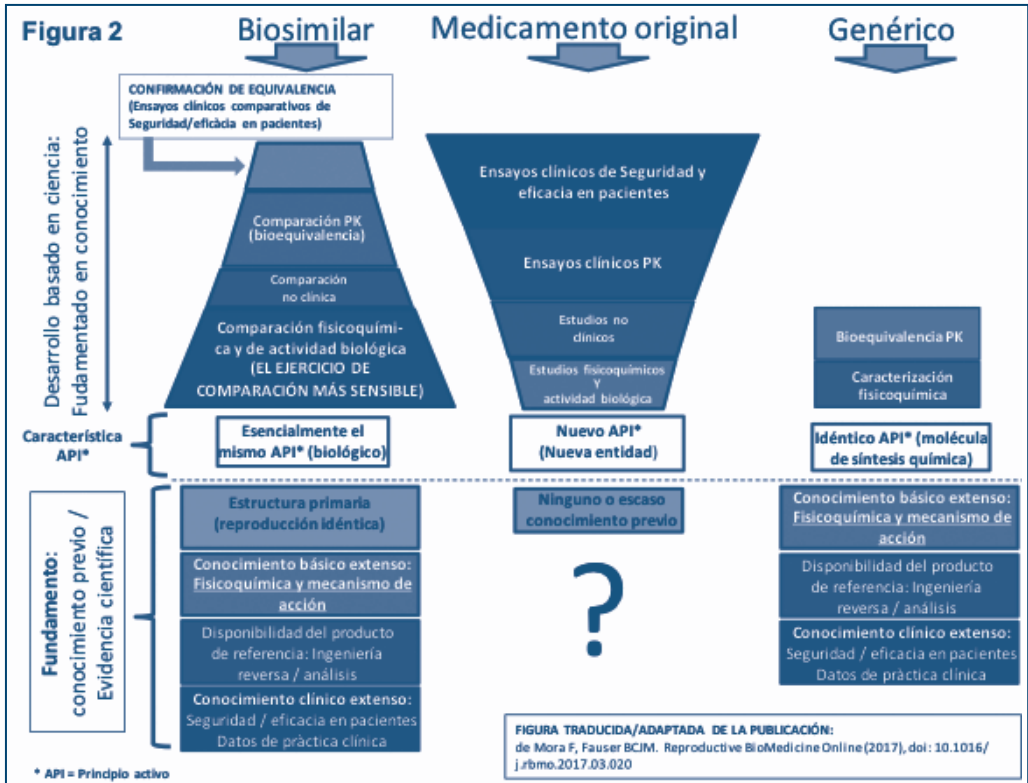 Figura 2
Biosimilar
Medicamento original
Genérico
CONFIRMACIÓN DE EQUIVALENCIA
(Ensayos clínicos comparativos de
Seguridad/eficàcia en pacientes)
Desarrollo basado en ciencia:
Fudamentado en conocimiento
Comparación PK
(bioequivalencia)
Comparación
no clínica
Comparación fisicoquími-
ca y de actividad biológica
(EL EJERCICIO DE
COMPARACIÓN MÁS SENSIBLE)
Ensayos clínicos de Seguridad y
eficacia en pacientes
Ensayos clínicos PK
Estudios no
clínicos
Estudios fisicoquímicos
y
actividad biológica
Bioequivalencia PK
Caracterización
fisicoquímica
Característica
API*
Esencialmente el
mismo API* (biológico)
Nuevo API*
(Nueva entidad)
Idéntico API* (molécula
de síntesis química)
Fundamento:
conocimiento previo /
Evidencia científica
Estructura primaria
(reproducción idéntica)
Conocimiento básico extenso:
Fisicoquímica y mecanismo de
acción
Disponibilidad del producto
de referencia: Ingeniería
reversa / análisis
Conocimiento clínico extenso:
Seguridad / eficacia en pacientes
Datos de pràctica clínica
Ninguno o escaso
conocimiento previo
?
Conocimiento básico extenso:
Fisicoquímica y mecanismo de
acción
Disponibilidad del producto
de referencia: Ingeniería
reversa / análisis
Conocimiento clínico extenso:
Seguridad / eficacia en pacientes
Datos de pràctica clínica
FIGURA TRADUCIDA/ADAPTADA DE LA PUBLICACIÓN:
de Mora F, Fauser BCJM. Reproductive BioMedicine Online (2017), doi: 10.1016/
j.rbmo.2017.03.020
* API = Principio activo